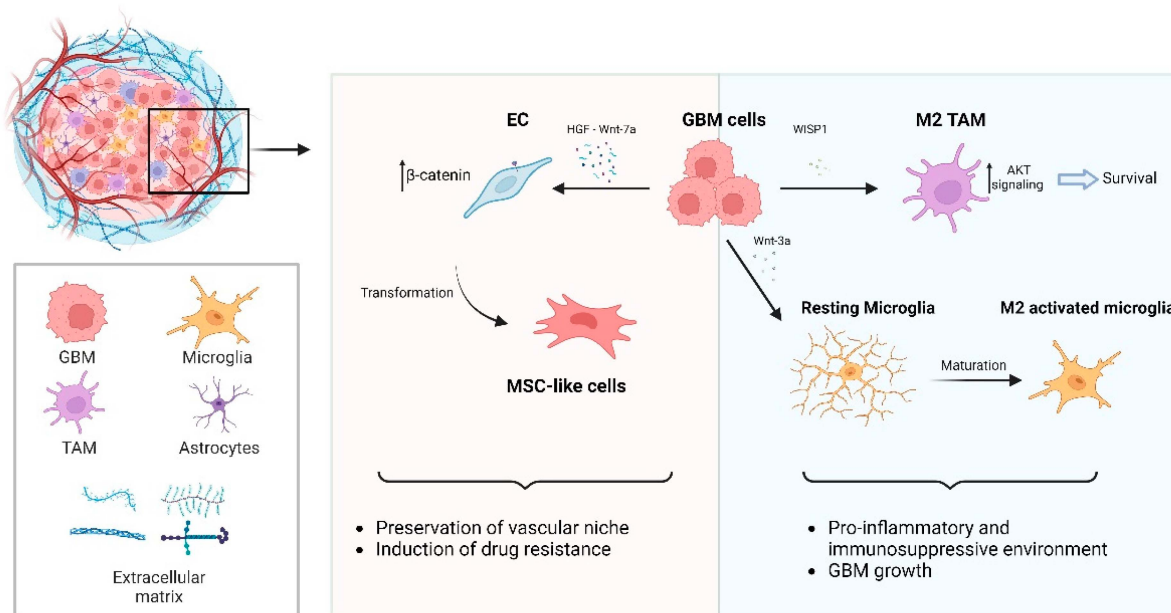 EC
HGF - Wnt-7a
GBM cells
WISP1
M2 TAM
β-catenin
AKT
signaling
Survival
Wnt-3a
Transformation
MSC-like cells
Resting Microglia
M2 activated microglia
Maturation
GBM
Microglia
TAM
Astrocytes
Extracellular
matrix
• Preservation of vascular niche
• Induction of drug resistance
• Pro-inflammatory and
immunosuppressive environment
• GBM growth